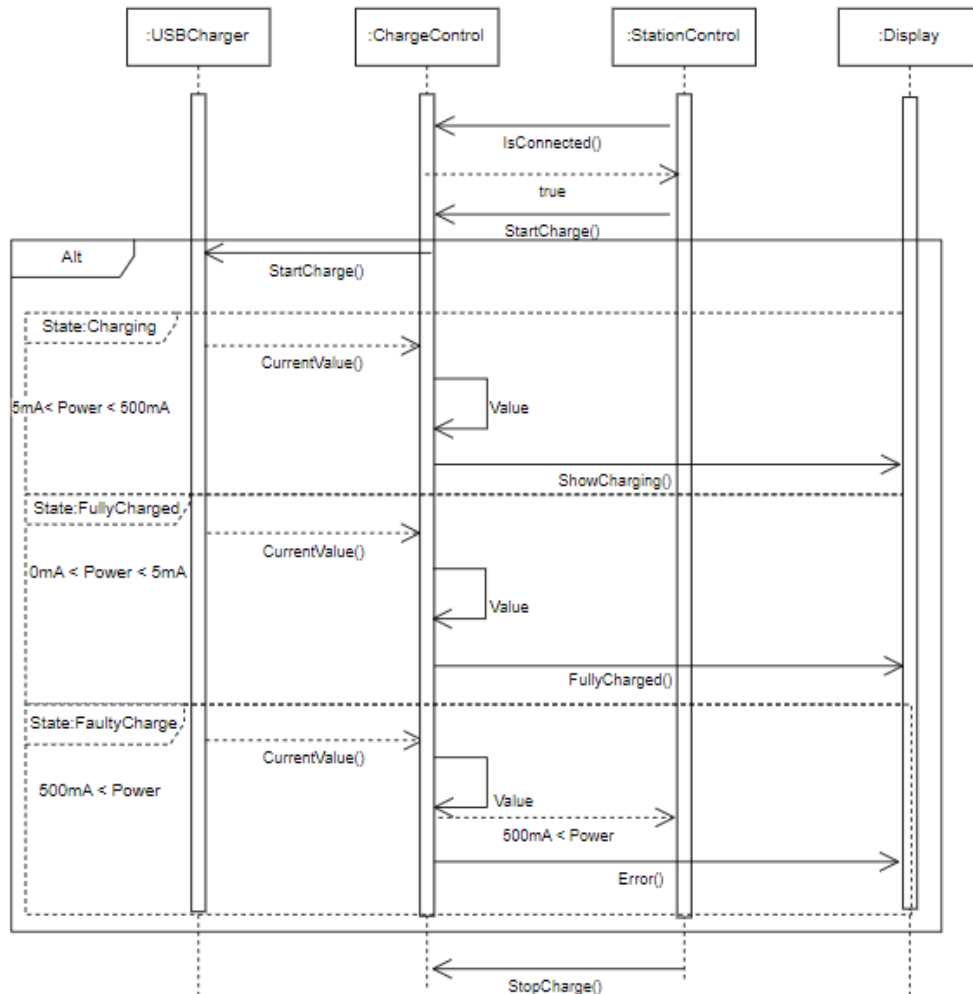 :USBCharger
:ChargeControl
:StationControl
:Display
IsConnected()
true
StartCharge()
Alt
StartCharge()
State:Charging
CurrentValue()
5mA< Power < 500mA
Value
ShowCharging()
State:FullyCharged
CurrentValue()
0mA < Power < 5mA
Value
FullyCharged()
State:FaultyCharge
CurrentValue()
500mA < Power
Value
500mA < Power
Error()
StopCharge()